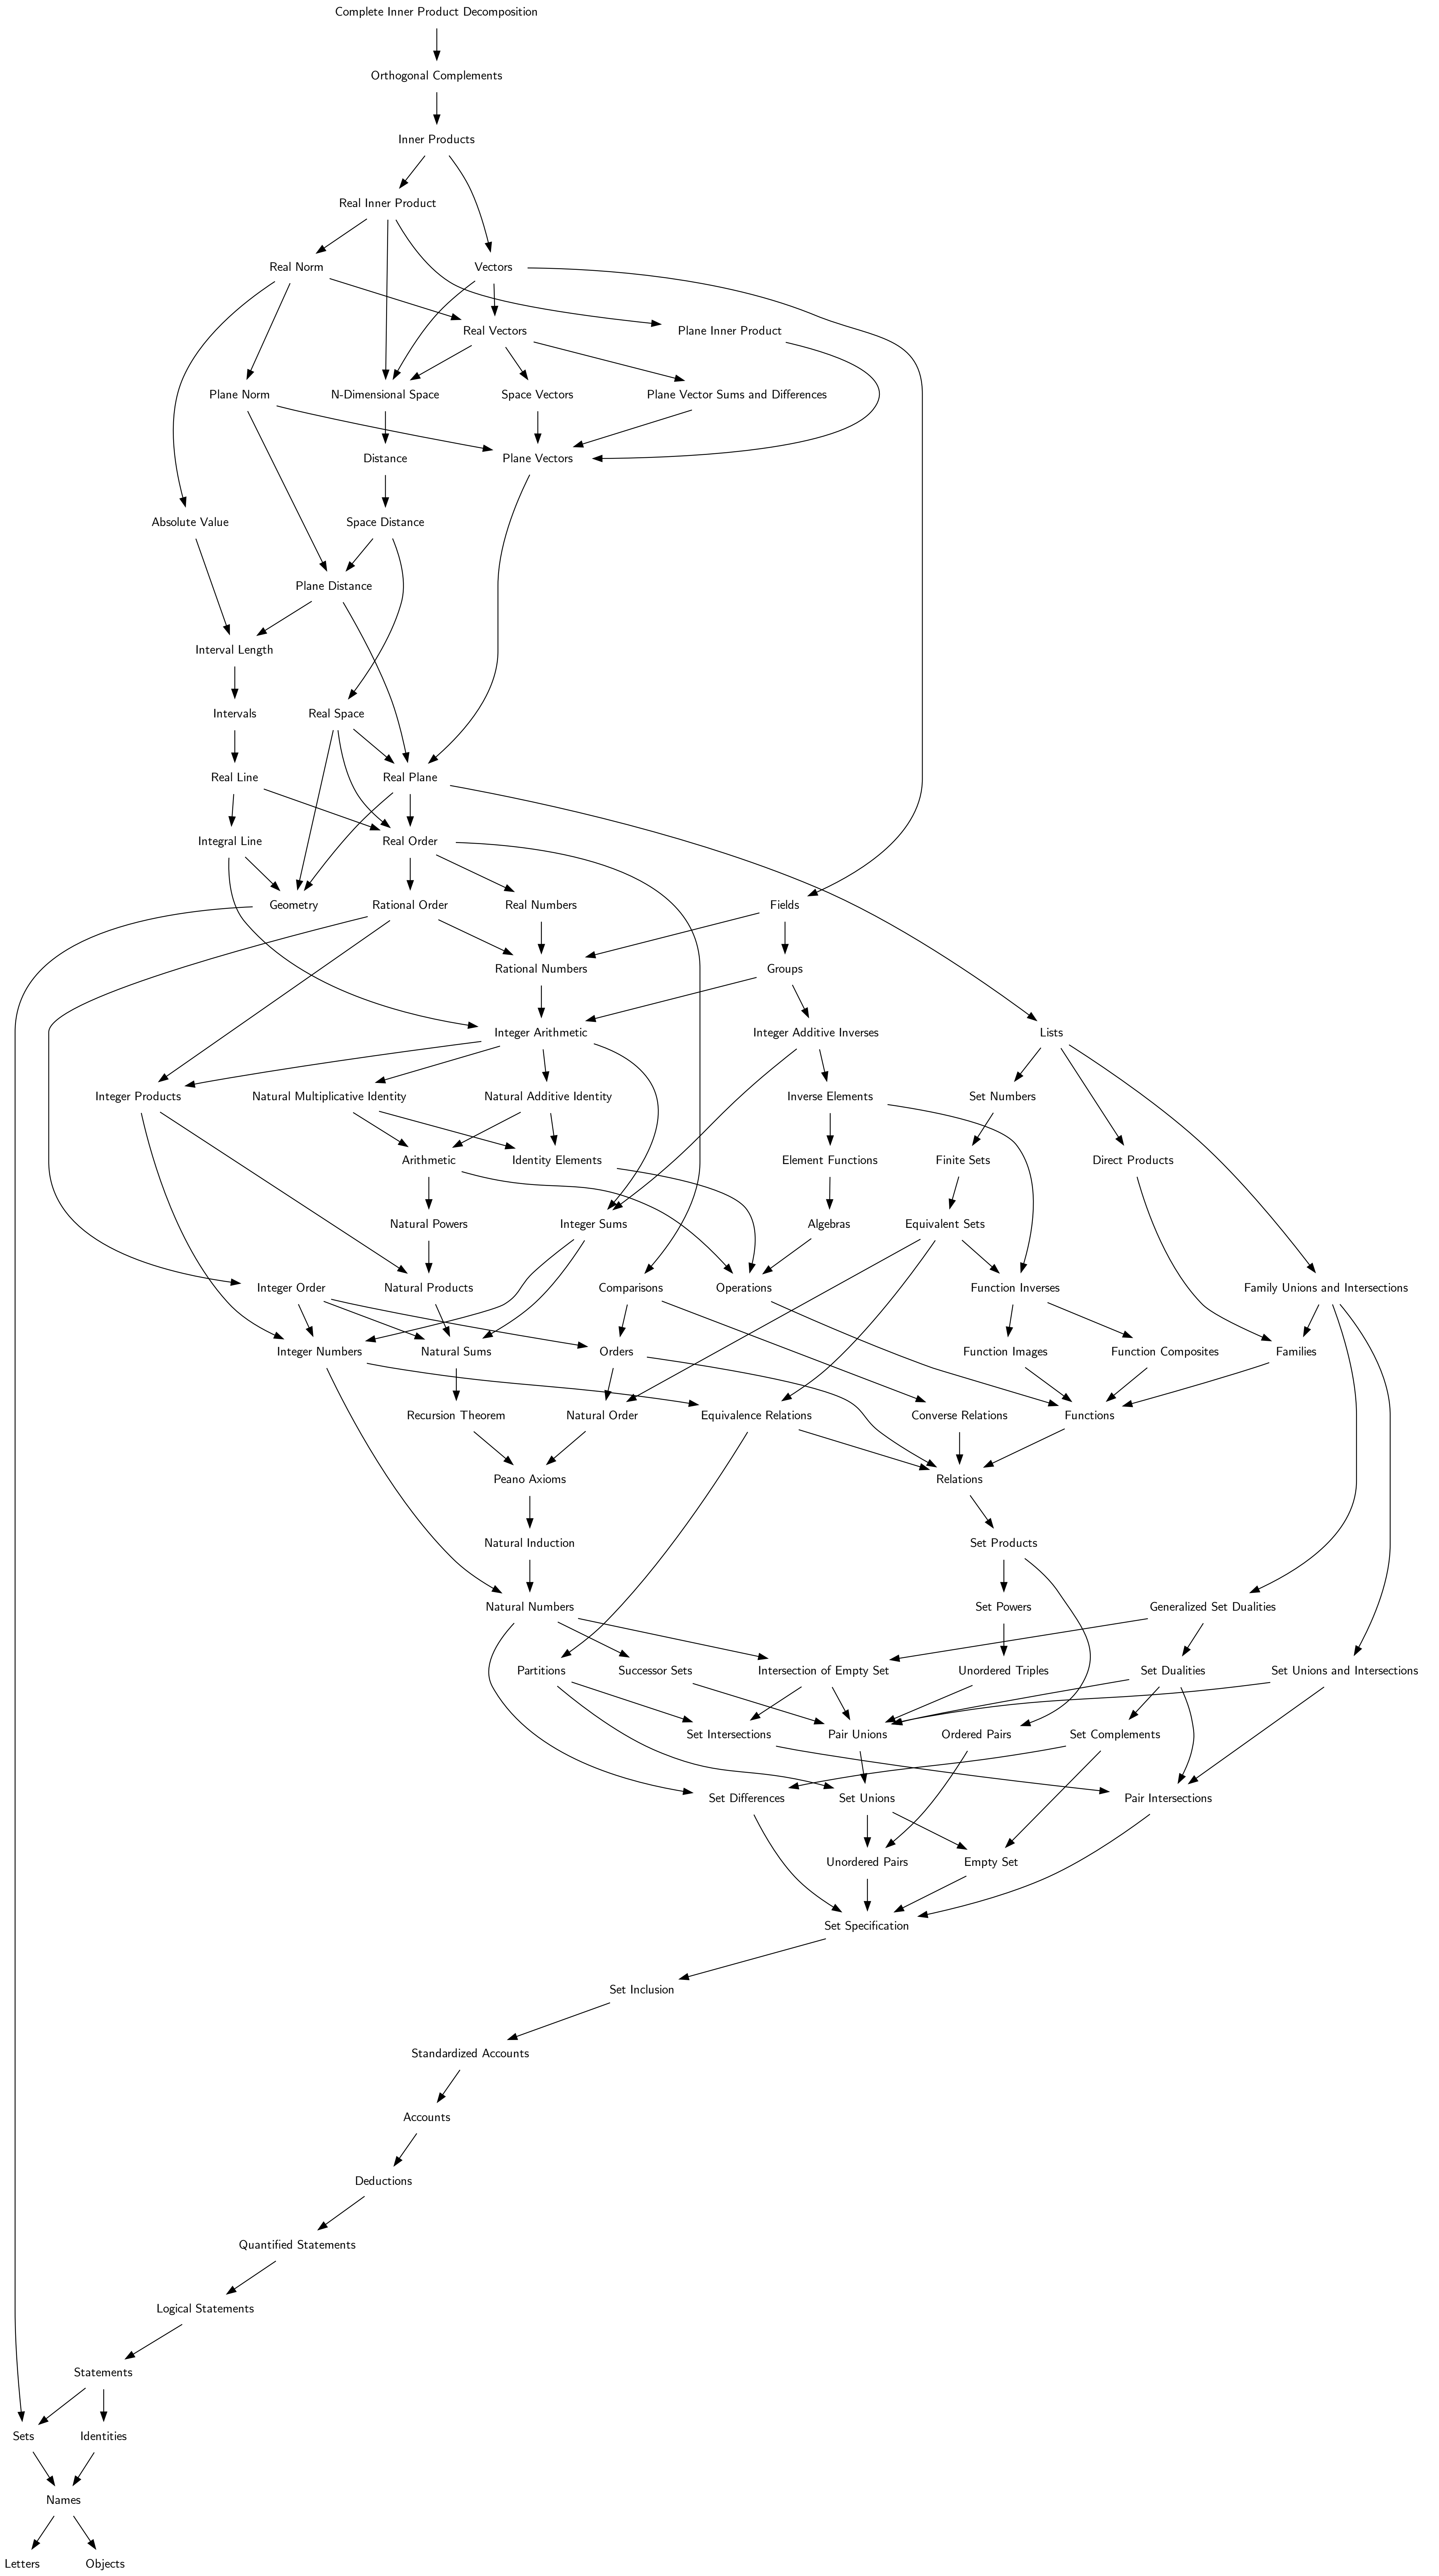 Complete Inner Product Decomposition
Orthogonal Complements
Inner Products
Real Inner Product
Real Norm
Vectors
Real Vectors
Plane Inner Product
Plane Norm
N-Dimensional Space
Space Vectors
Plane Vector Sums and Differences
Distance
Plane Vectors
Absolute Value
Space Distance
Plane Distance
Interval Length
Intervals
Real Space
Real Line
Real Plane
Integral Line
Real Order
Geometry
Rational Order
Real Numbers
Fields
Rational Numbers
Groups
Integer Arithmetic
Integer Additive Inverses
Lists
Integer Products
Natural Multiplicative Identity
Natural Additive Identity
Inverse Elements
Set Numbers
Arithmetic
Identity Elements
Element Functions
Finite Sets
Direct Products
Natural Powers
Integer Sums
Algebras
Equivalent Sets
Integer Order
Natural Products
Comparisons
Operations
Function Inverses
Family Unions and Intersections
Integer Numbers
Natural Sums
Orders
Function Images
Function Composites
Families
Recursion Theorem
Natural Order
Equivalence Relations
Converse Relations
Functions
Peano Axioms
Relations
Natural Induction
Set Products
Natural Numbers
Set Powers
Generalized Set Dualities
Partitions
Successor Sets
Intersection of Empty Set
Unordered Triples
Set Dualities
Set Unions and Intersections
Set Intersections
Pair Unions
Ordered Pairs
Set Complements
Set Differences
Set Unions
Pair Intersections
Unordered Pairs
Empty Set
Set Specification
Set Inclusion
Standardized Accounts
Accounts
Deductions
Quantified Statements
Logical Statements
Statements
Sets
Identities
Names
Letters
Objects